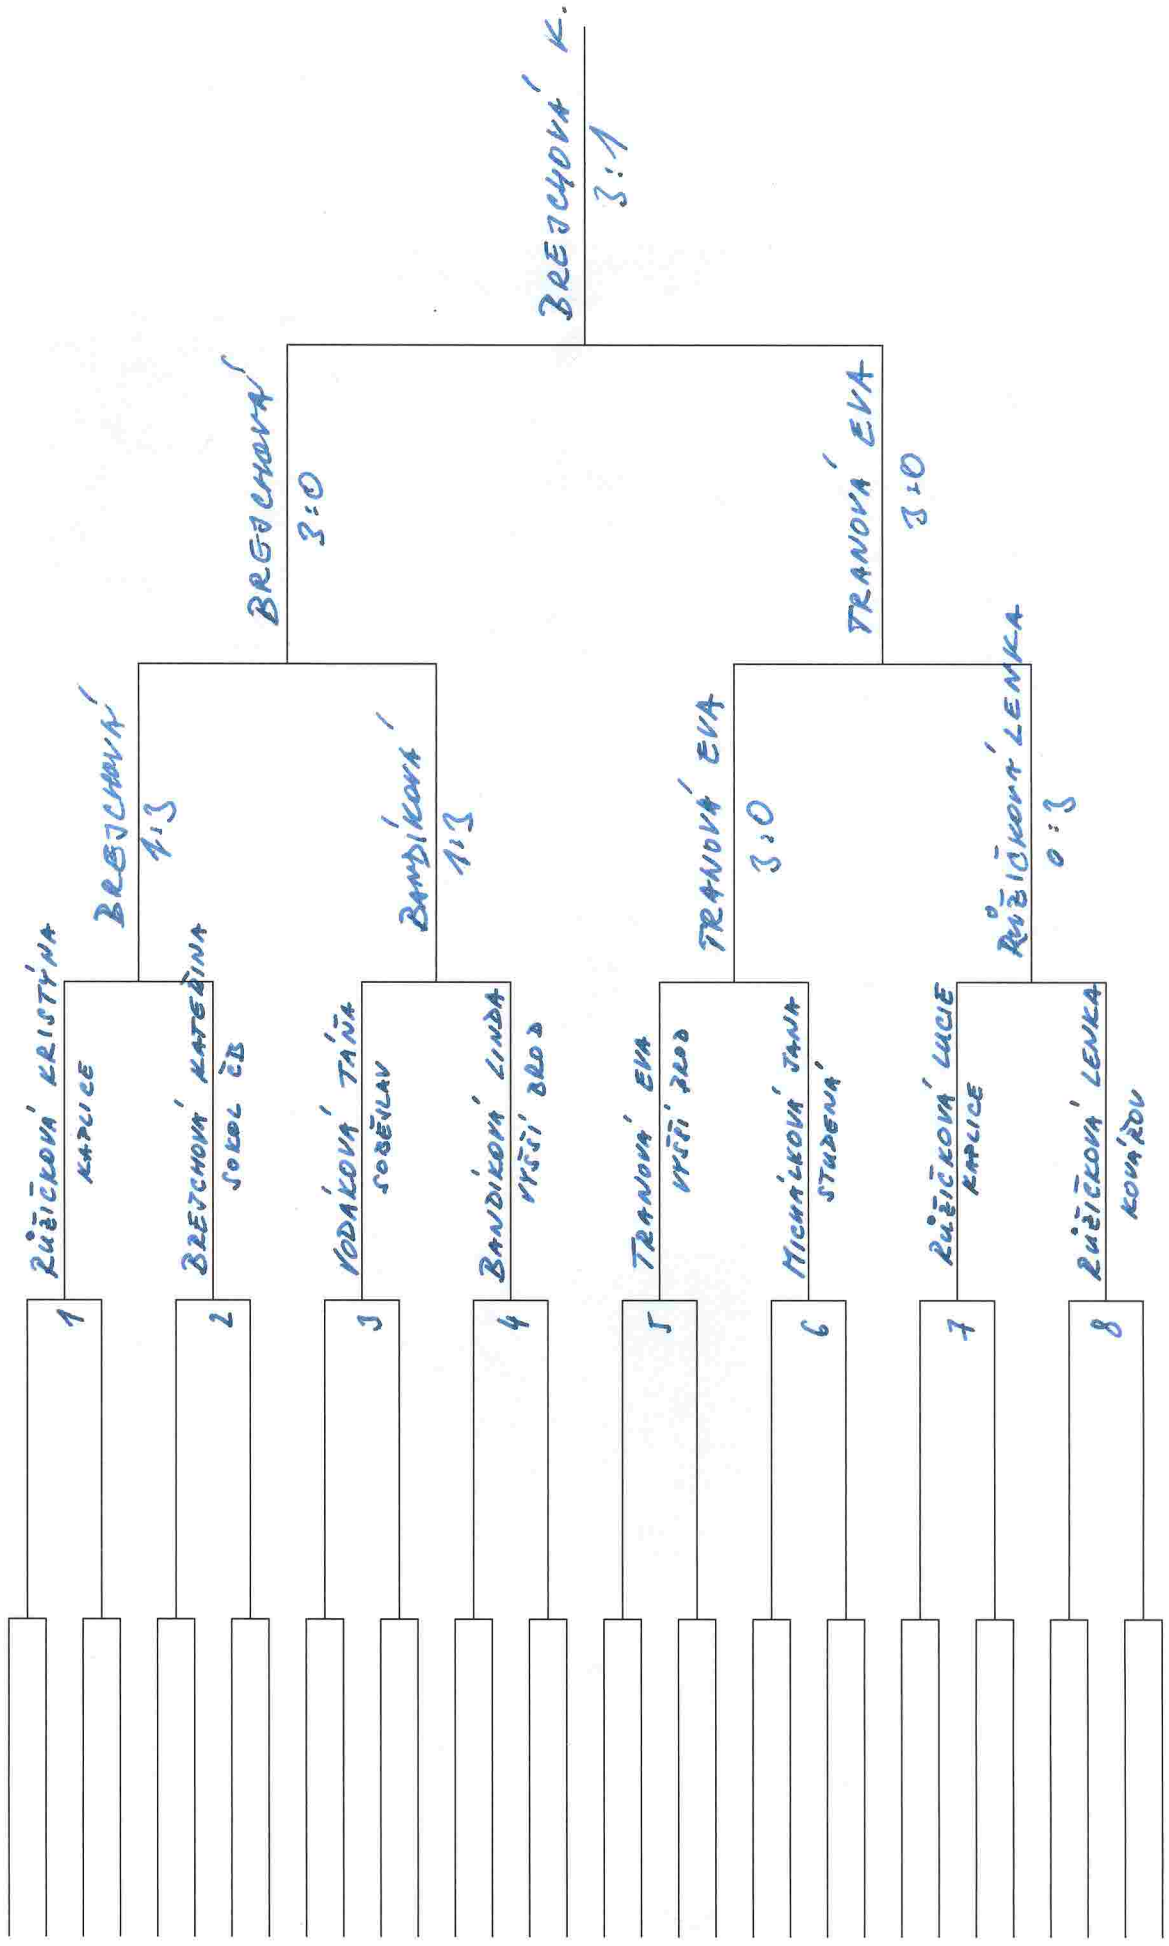 1
RŮŽIČKOVÁ KRISTÝNA
KAPLICE
2
BREJCHOVÁ KATEŘINA
SOKOL ČB
3
VODÁKOVÁ TÁŇA
SOBĚSLAV
4
BANDÍKOVÁ LINDA
VYŠŠÍ BROD
5
TRANOVÁ EVA
VYŠŠÍ BROD
6
MICHÁLKOVÁ JANA
STUDENÁ
7
RŮŽIČKOVÁ LUCIE
KAPLICE
8
RŮŽIČKOVÁ LENKA
KOVÁŘOV
BREJCHOVÁ
1:3
BANDÍKOVÁ
1:3
TRANOVÁ EVA
3:0
RŮŽIČKOVÁ LENKA
0:3
BREJCHOVÁ
3:0
TRANOVÁ EVA
3:0
BREJCHOVÁ K.
3:1